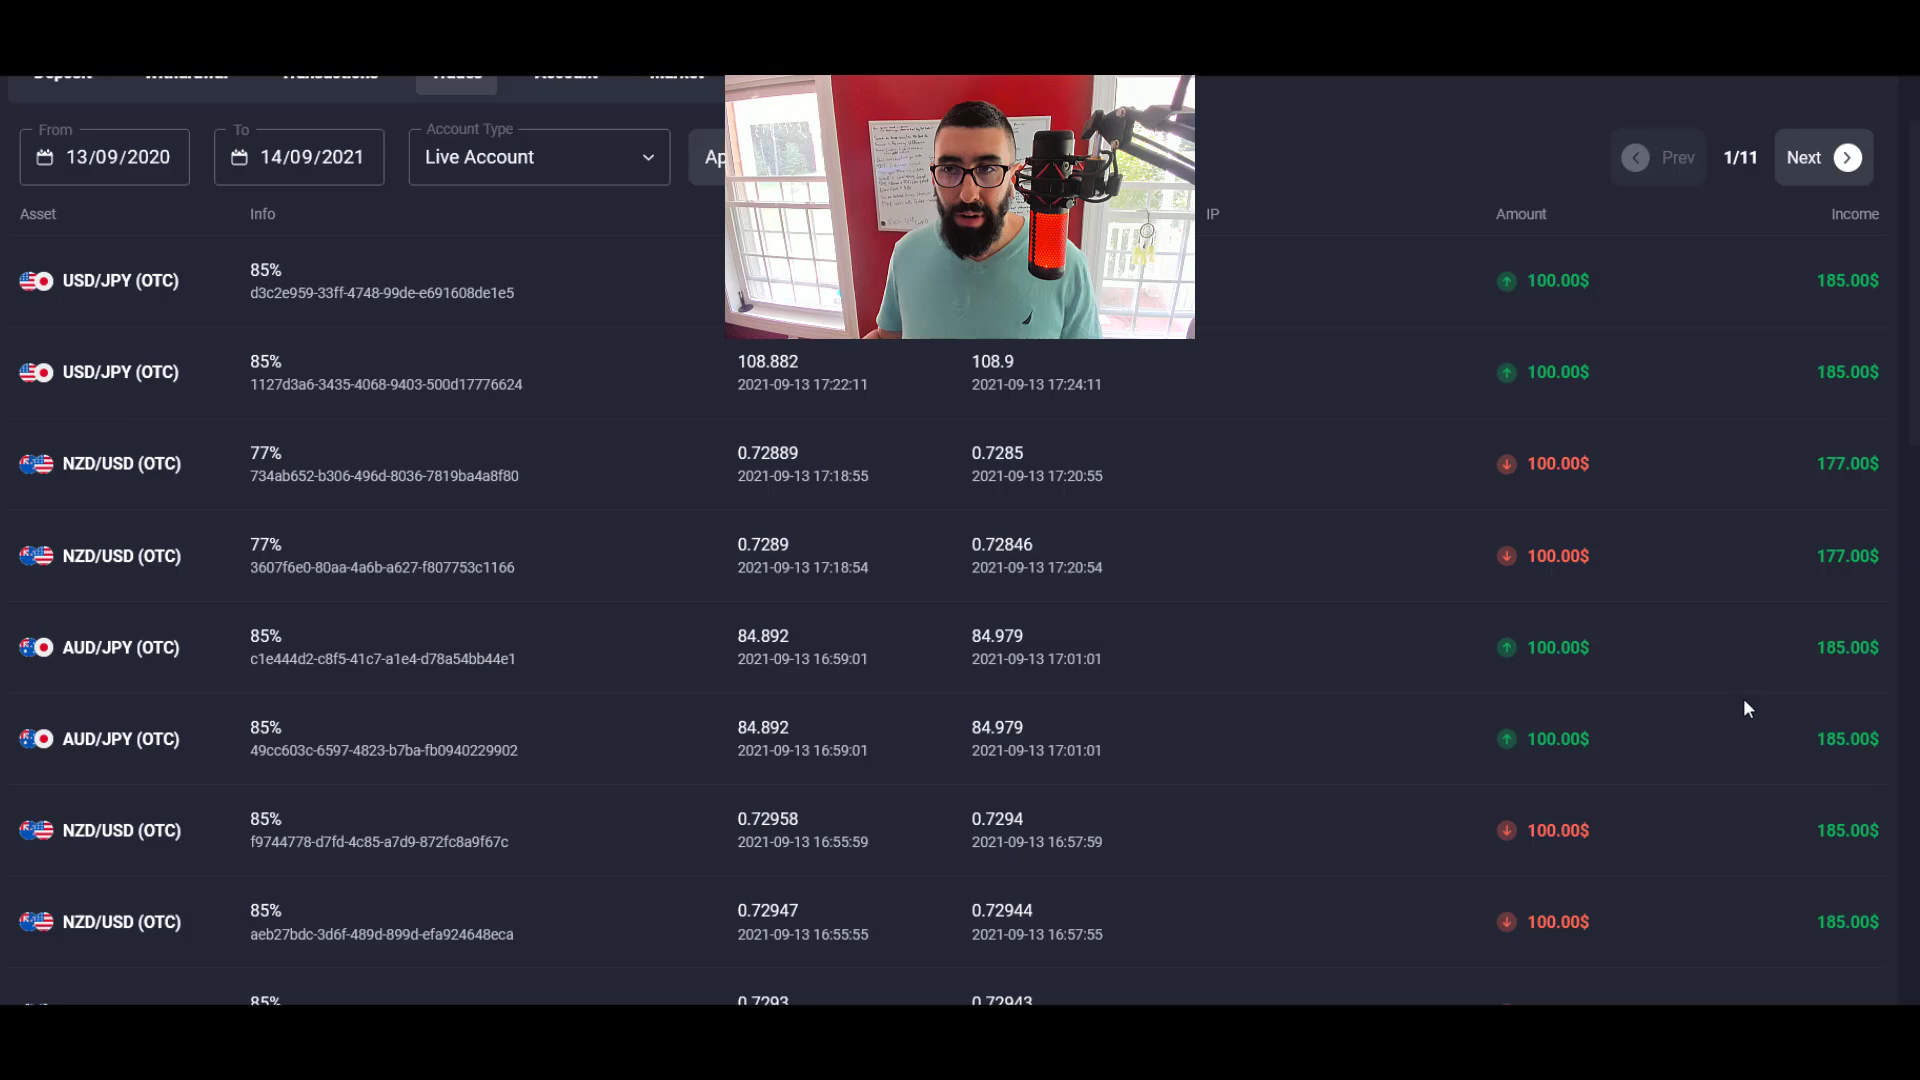 From
13/09/2020
To
14/09/2021
Account Type
Live Account
Prev
1/11
Next
Asset
Info
IP
Amount
Income
USD/JPY (OTC)
85%
d3c2e959-33ff-4748-99de-e691608de1e5
100.00$
185.00$
USD/JPY (OTC)
85%
1127d3a6-3435-4068-9403-500d17776624
108.882
2021-09-13 17:22:11
108.9
2021-09-13 17:24:11
100.00$
185.00$
NZD/USD (OTC)
77%
734ab652-b306-496d-8036-7819ba4a8f80
0.72889
2021-09-13 17:18:55
0.7285
2021-09-13 17:20:55
100.00$
177.00$
NZD/USD (OTC)
77%
3607f6e0-80aa-4a6b-a627-f807753c1166
0.7289
2021-09-13 17:18:54
0.72846
2021-09-13 17:20:54
100.00$
177.00$
AUD/JPY (OTC)
85%
c1e444d2-c8f5-41c7-a1e4-d78a54bb44e1
84.892
2021-09-13 16:59:01
84.979
2021-09-13 17:01:01
100.00$
185.00$
AUD/JPY (OTC)
85%
49cc603c-6597-4823-b7ba-fb0940229902
84.892
2021-09-13 16:59:01
84.979
2021-09-13 17:01:01
100.00$
185.00$
NZD/USD (OTC)
85%
f9744778-d7fd-4c85-a7d9-872fc8a9f67c
0.72958
2021-09-13 16:55:59
0.7294
2021-09-13 16:57:59
100.00$
185.00$
NZD/USD (OTC)
85%
aeb27bdc-3d6f-489d-899d-efa924648eca
0.72947
2021-09-13 16:55:55
0.72944
2021-09-13 16:57:55
100.00$
185.00$
85%
0.7293
0.72943